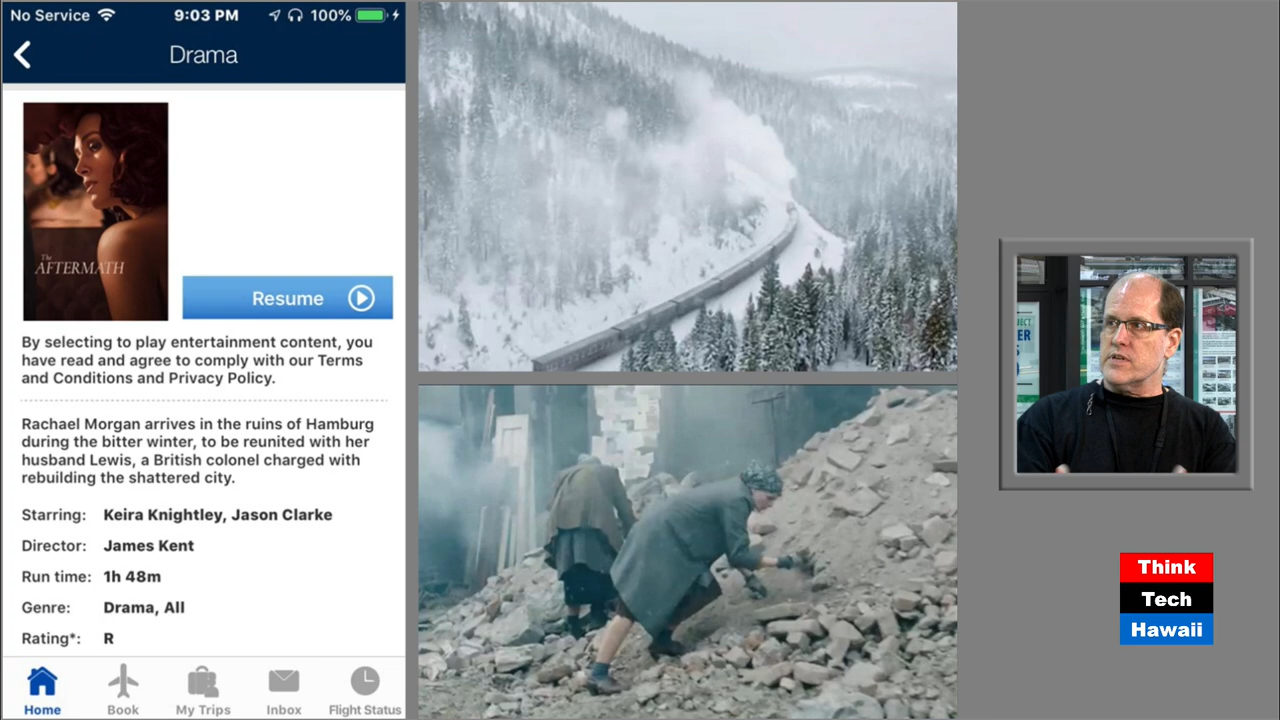 No Service
9:03 PM
100%
Drama
The
AFTERMATH
Resume
By selecting to play entertainment content, you
have read and agree to comply with our Terms
and Conditions and Privacy Policy.
Rachael Morgan arrives in the ruins of Hamburg
during the bitter winter, to be reunited with her
husband Lewis, a British colonel charged with
rebuilding the shattered city.
Starring: Keira Knightley, Jason Clarke
Director: James Kent
Run time: 1h 48m
Genre: Drama, All
Rating*: R
Home
Book
My Trips
Inbox
Flight Status
Think
Tech
Hawaii